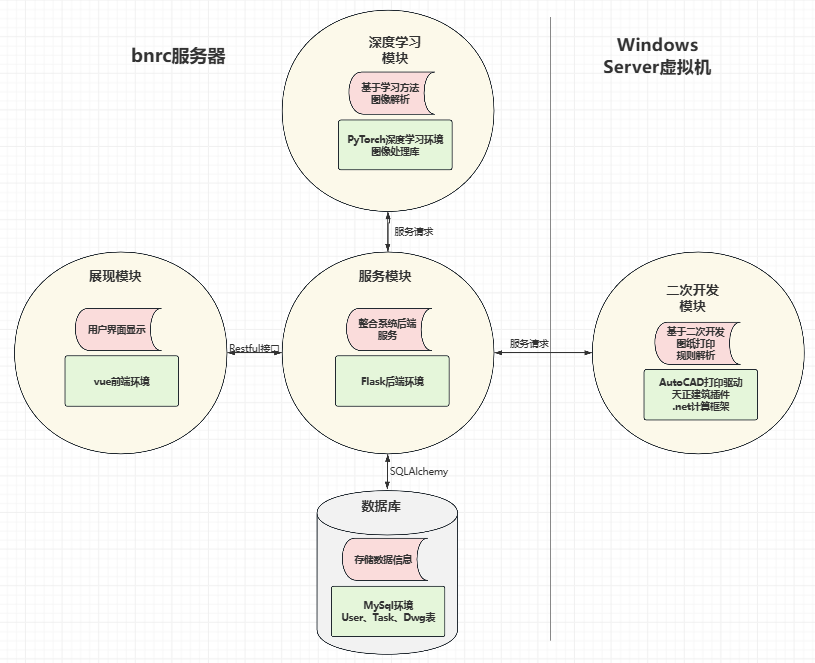 bnrc服务器
Windows
Server虚拟机
深度学习
模块
基于学习方法
图像解析
PyTorch深度学习环境
图像处理库
服务请求
展现模块
用户界面显示
vue前端环境
Restful接口
服务模块
整合系统后端
服务
Flask后端环境
服务请求
二次开发
模块
基于二次开发
图纸打印
规则解析
AutoCAD打印驱动
天正建筑插件
.net计算框架
SQLAlchemy
数据库
存储数据信息
MySql环境
User、Task、Dwg表